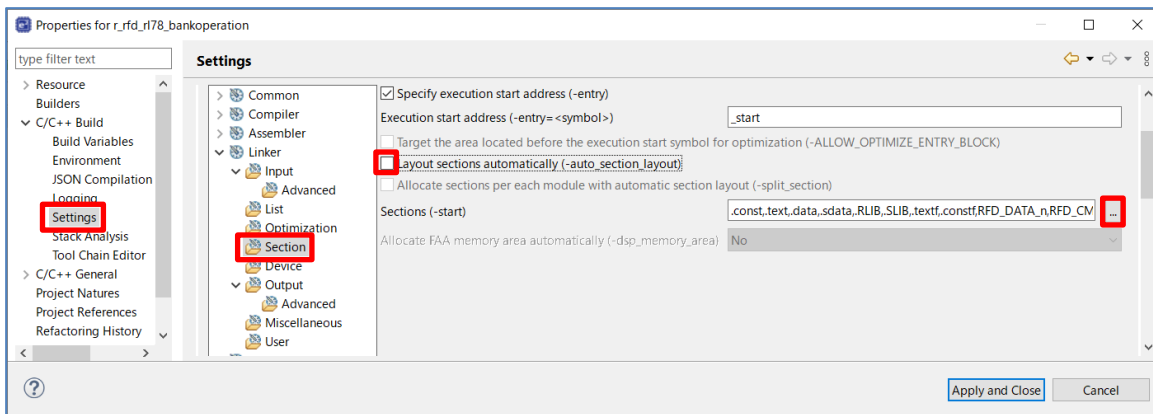 Properties for r_rfd_rl78_bankoperation
type filter text
Settings
Resource
Builders
C/C++ Build
Build Variables
Environment
JSON Compilation
Logging
Settings
Stack Analysis
Tool Chain Editor
C/C++ General
Project Natures
Project References
Refactoring History
Common
Compiler
Assembler
Linker
Input
Advanced
List
Optimization
Section
Device
Output
Advanced
Miscellaneous
User
Specify execution start address (-entry)
Execution start address (-entry=<symbol>)
_start
Target the area located before the execution start symbol for optimization (-ALLOW_OPTIMIZE_ENTRY_BLOCK)
Layout sections automatically (-auto_section_layout)
Allocate sections per each module with automatic section layout (-split_section)
Sections (-start)
.const,.text,.data,.sdata,.RLIB,.SLIB,.textf,.constf,RFD_DATA_n,RFD_CM
...
Allocate FAA memory area automatically (-dsp_memory_area)
No
Apply and Close
Cancel